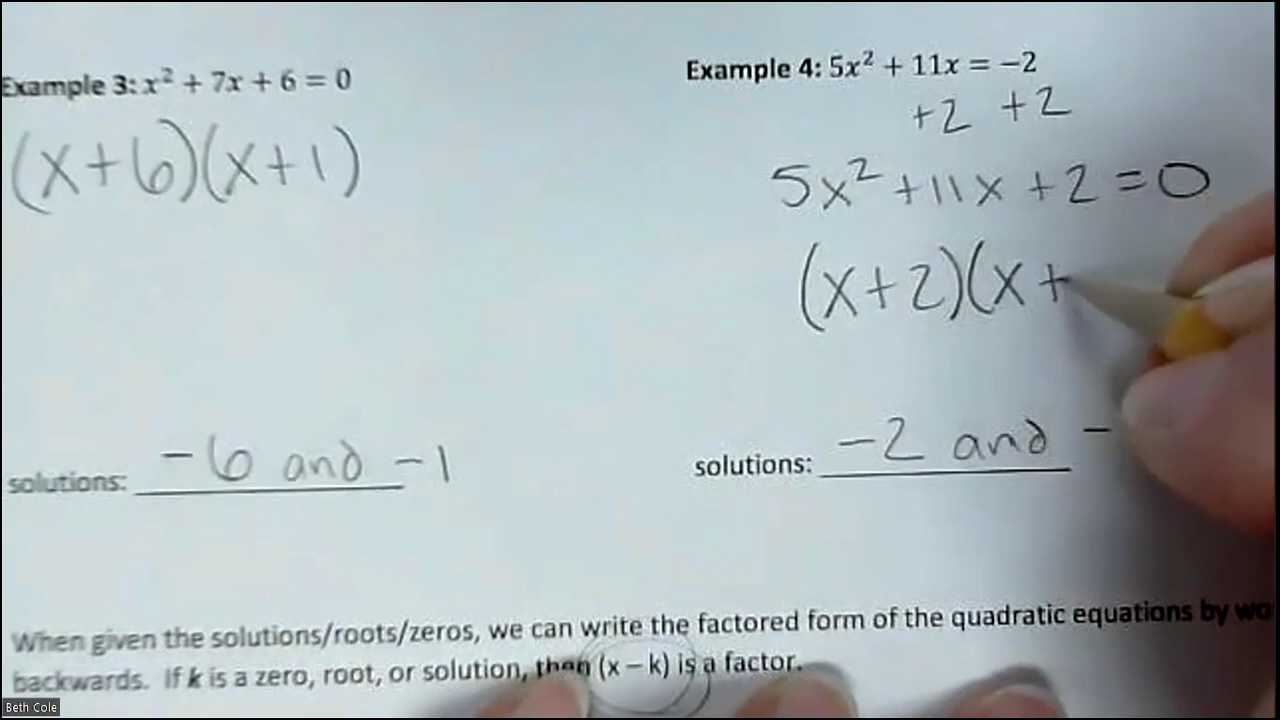 Example 3: x² + 7x + 6 = 0
(x+6)(x+1)
solutions: -6 and -1
Example 4: 5x² + 11x = −2
+2 +2
5x² +11x +2 = 0
(x+2)(x +
solutions: -2 and -
When given the solutions/roots/zeros, we can write the factored form of the quadratic equations by
backwards. If k is a zero, root, or solution, then (x – k) is a factor.
Beth Cole